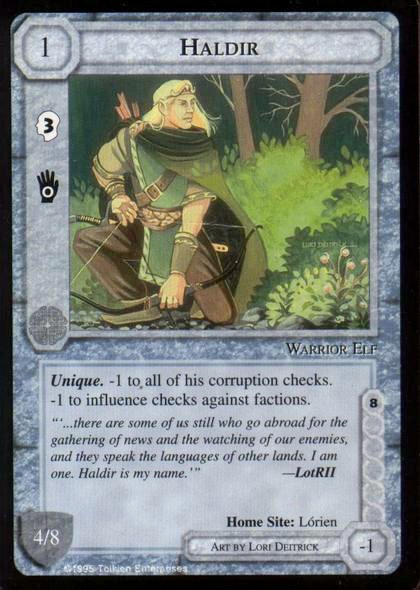 1
HALDIR
3
0
LORI DEITRICK
WARRIOR ELF
Unique. -1 to all of his corruption checks.
-1 to influence checks against factions.
8
“‘...there are some of us still who go abroad for the
gathering of news and the watching of our enemies,
and they speak the languages of other lands. I am
one. Haldir is my name.’” —LotRII
Home Site: Lórien
4/8
ART BY LORI DEITRICK
-1
©1995 Tolkien Enterprises